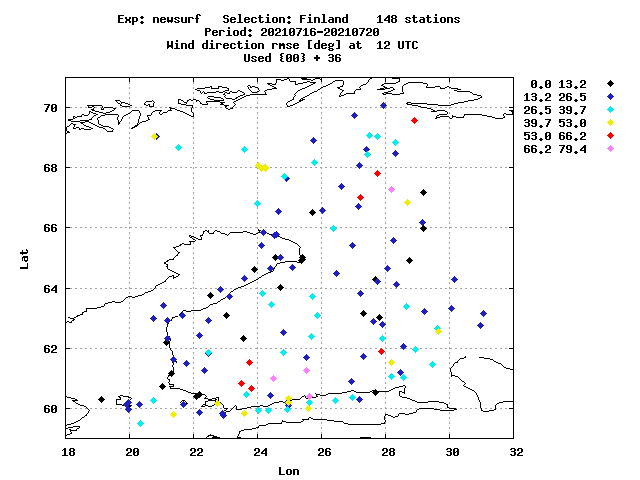 Exp: newsurf Selection: Finland 148 stations
Period: 20210716-20210720
Wind direction rmse [deg] at 12 UTC
Used {00} + 36
0.0 13.2
13.2 26.5
26.5 39.7
39.7 53.0
53.0 66.2
66.2 79.4
70
68
66
64
62
60
Lat
18 20 22 24 26 28 30 32
Lon